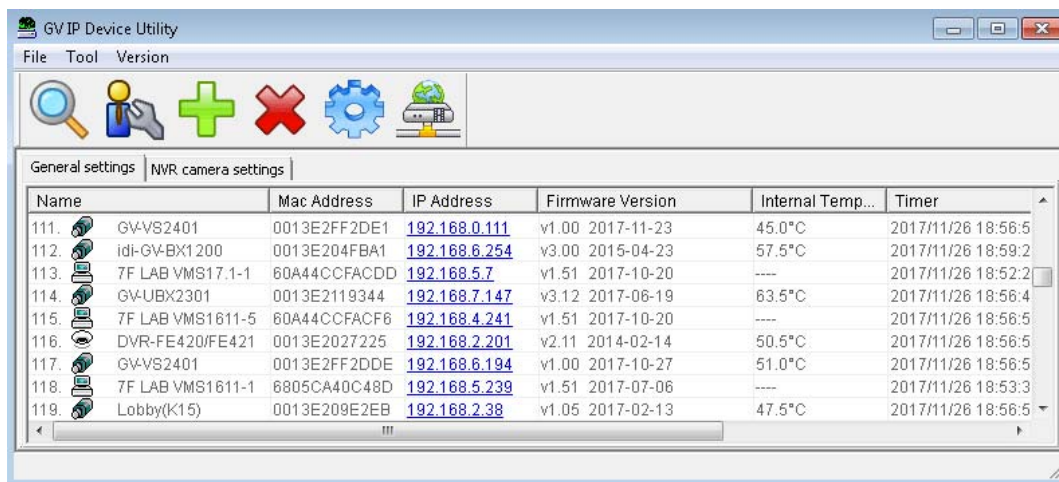 GV IP Device Utility
File Tool Version
General settings NVR camera settings
Name Mac Address IP Address Firmware Version Internal Temp... Timer
111. GV-VS2401 0013E2FF2DE1 192.168.0.111 v1.00 2017-11-23 45.0°C 2017/11/26 18:56:5
112. idi-GV-BX1200 0013E204FBA1 192.168.6.254 v3.00 2015-04-23 57.5°C 2017/11/26 18:59:2
113. 7F LAB VMS17.1-1 60A44CCFACDD 192.168.5.7 v1.51 2017-10-20 ---- 2017/11/26 18:52:2
114. GV-UBX2301 0013E2119344 192.168.7.147 v3.12 2017-06-19 63.5°C 2017/11/26 18:56:4
115. 7F LAB VMS1611-5 60A44CCFACF6 192.168.4.241 v1.51 2017-10-20 ---- 2017/11/26 18:56:5
116. DVR-FE420/FE421 0013E2027225 192.168.2.201 v2.11 2014-02-14 50.5°C 2017/11/26 18:56:5
117. GV-VS2401 0013E2FF2DDE 192.168.6.194 v1.00 2017-10-27 51.0°C 2017/11/26 18:56:5
118. 7F LAB VMS1611-1 6805CA40C48D 192.168.5.239 v1.51 2017-07-06 ---- 2017/11/26 18:53:3
119. Lobby(K15) 0013E209E2EB 192.168.2.38 v1.05 2017-02-13 47.5°C 2017/11/26 18:56:5